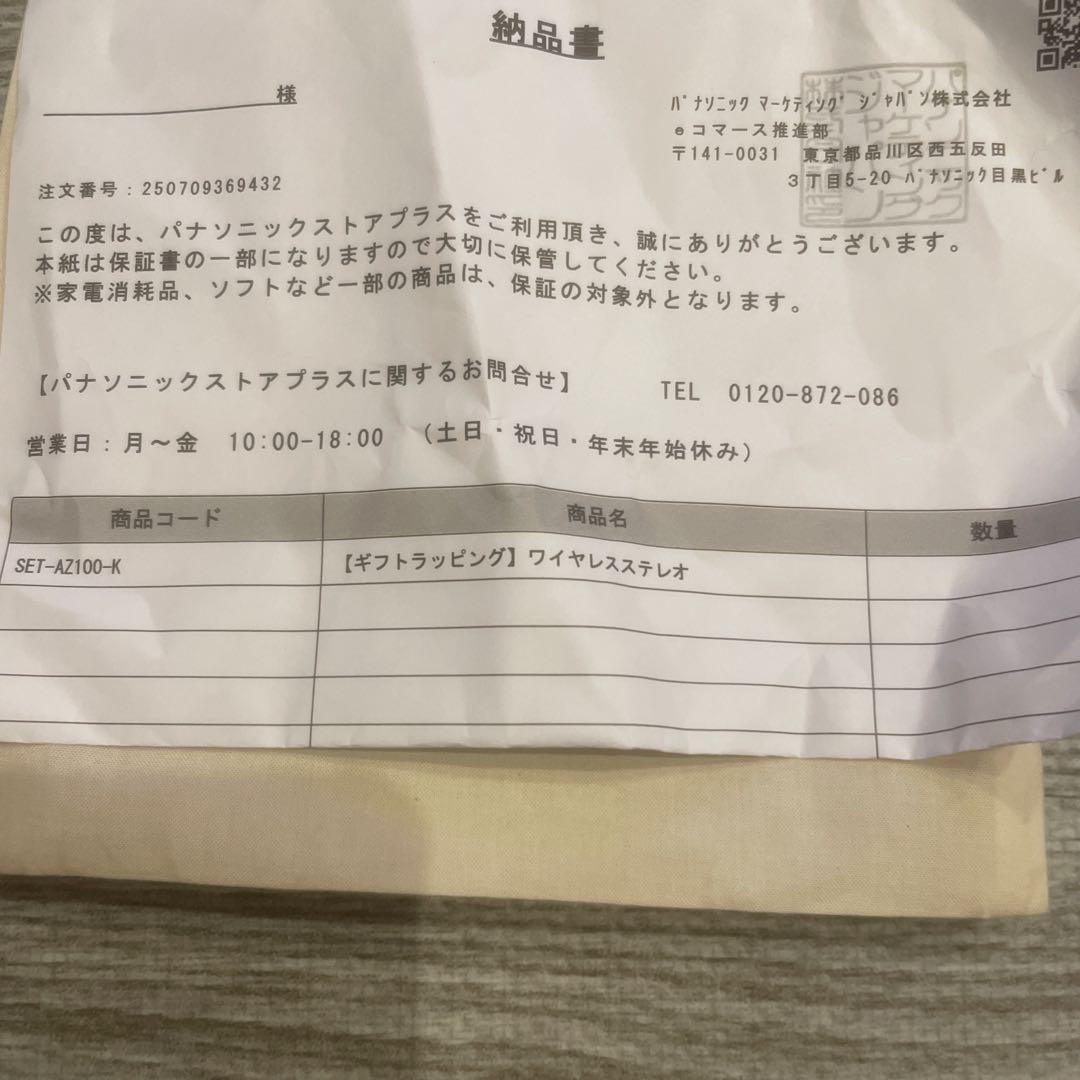 納品書
様
パナソニック マーケティング ジャパン株式会社
eコマース推進部
〒141-0031 東京都品川区西五反田
3丁目5-20 パナソニック目黒ビル
注文番号:250709369432
この度は、パナソニックストアプラスをご利用頂き、誠にありがとうございます。
本紙は保証書の一部になりますので大切に保管してください。
※家電消耗品、ソフトなど一部の商品は、保証の対象外となります。
【パナソニックストアプラスに関するお問合せ】 TEL 0120-872-086
営業日:月～金 10:00-18:00 (土日・祝日・年末年始休み)
商品コード 商品名 数量
SET-AZ100-K 【ギフトラッピング】ワイヤレスステレオ